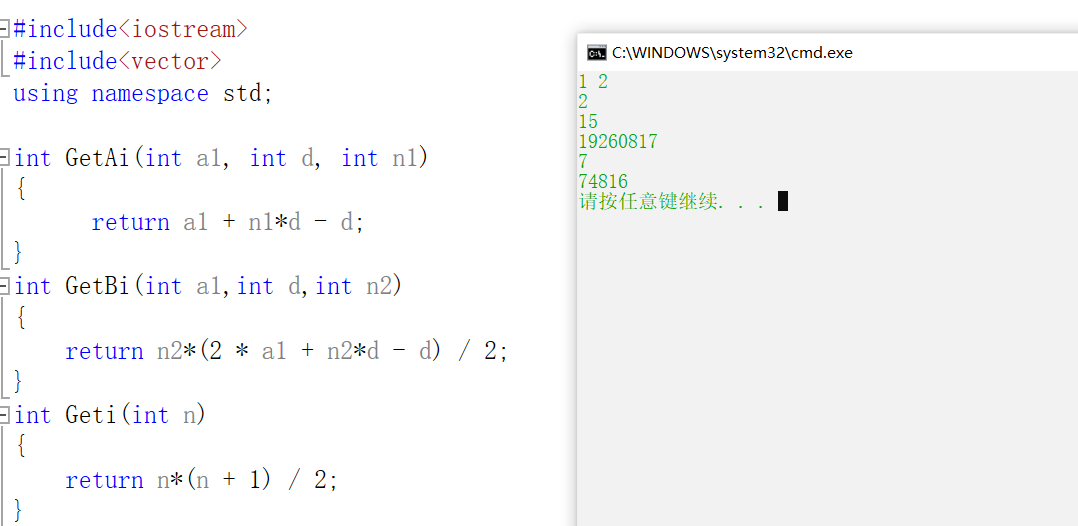 #include<iostream>
#include<vector>
using namespace std;
int GetAi(int a1, int d, int n1)
{
return a1 + n1*d - d;
}
int GetBi(int a1,int d,int n2)
{
return n2*(2 * a1 + n2*d - d) / 2;
}
int Geti(int n)
{
return n*(n + 1) / 2;
}
C:\WINDOWS\system32\cmd.exe
1 2
2
15
19260817
7
74816
请按任意键继续. . .